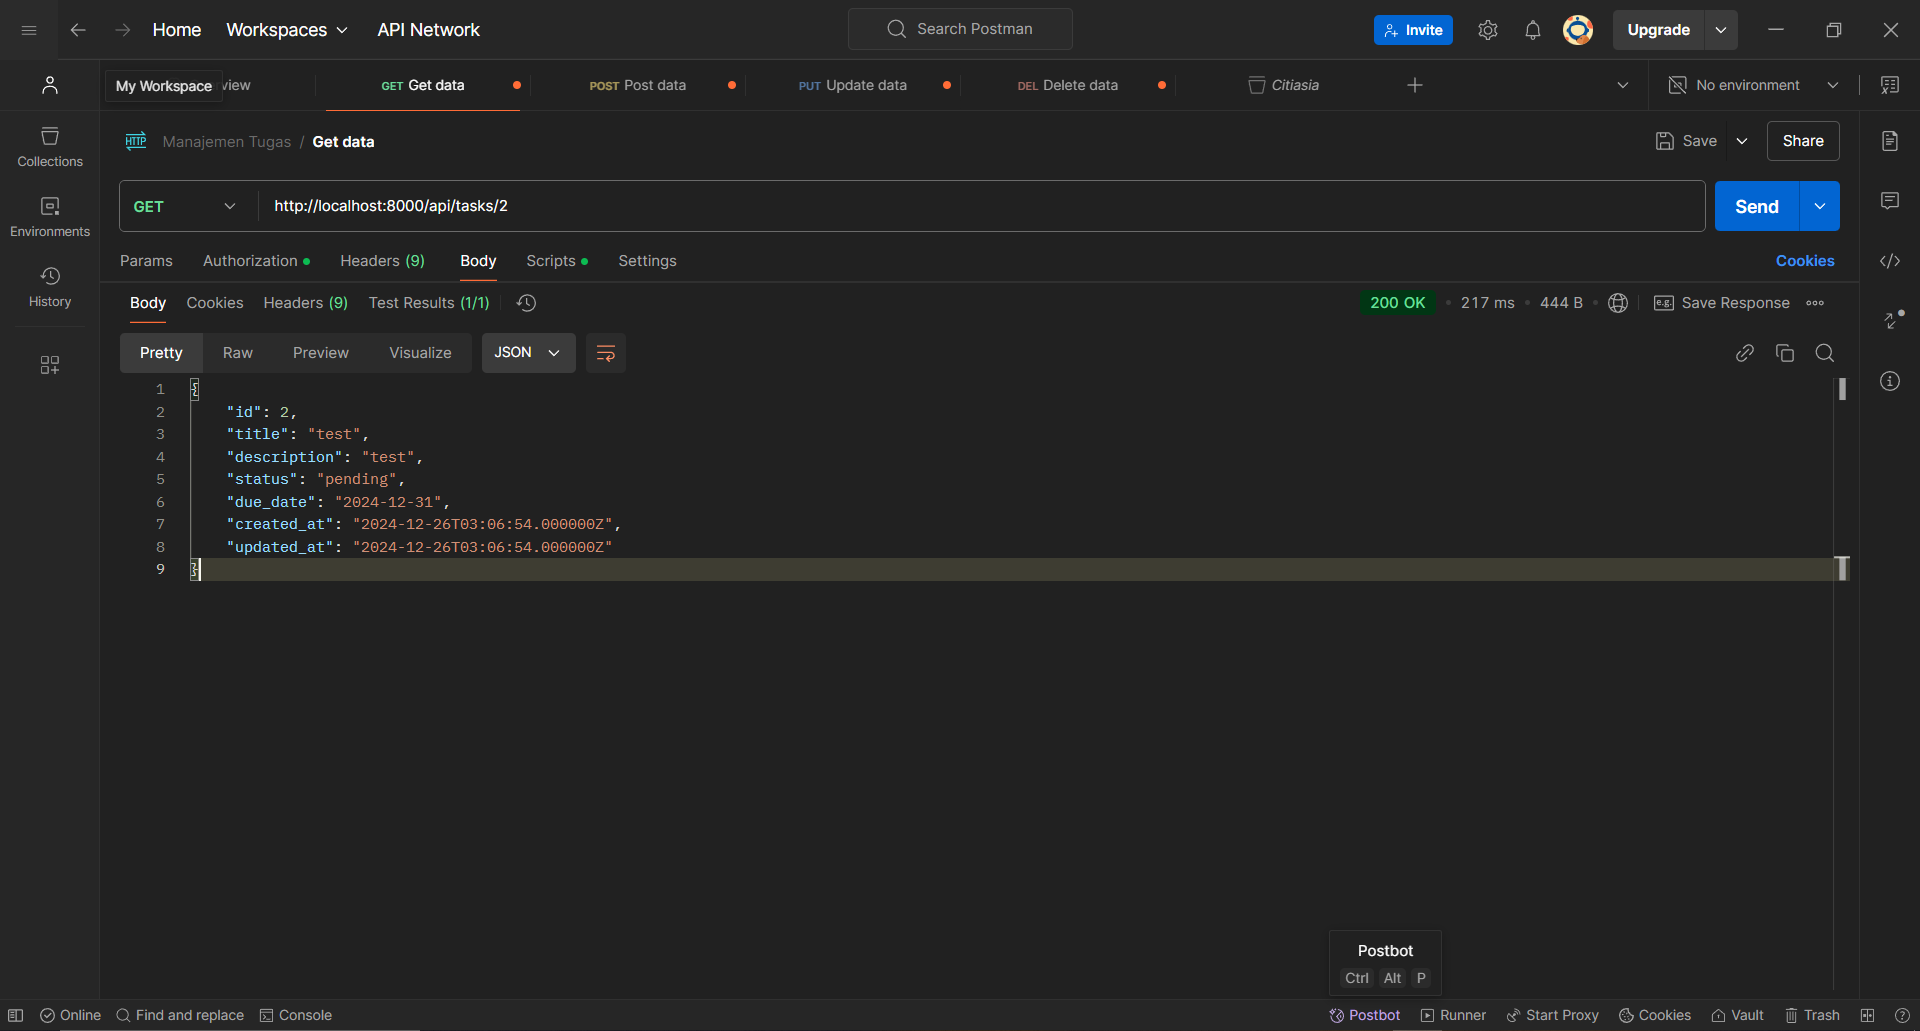 Home Workspaces API Network Search Postman Invite Upgrade
My Workspace view GET Get data POST Post data PUT Update data DEL Delete data Citiasia No environment
HTTP Manajemen Tugas / Get data Save Share
Collections
GET http://localhost:8000/api/tasks/2 Send
Environments
Params Authorization Headers (9) Body Scripts Settings Cookies
History
Body Cookies Headers (9) Test Results (1/1) 200 OK 217 ms 444 B e.g. Save Response
Pretty Raw Preview Visualize JSON
1 {
2 "id": 2,
3 "title": "test",
4 "description": "test",
5 "status": "pending",
6 "due_date": "2024-12-31",
7 "created_at": "2024-12-26T03:06:54.000000Z",
8 "updated_at": "2024-12-26T03:06:54.000000Z"
9 }
Postbot
Ctrl Alt P
Online Find and replace Console Postbot Runner Start Proxy Cookies Vault Trash